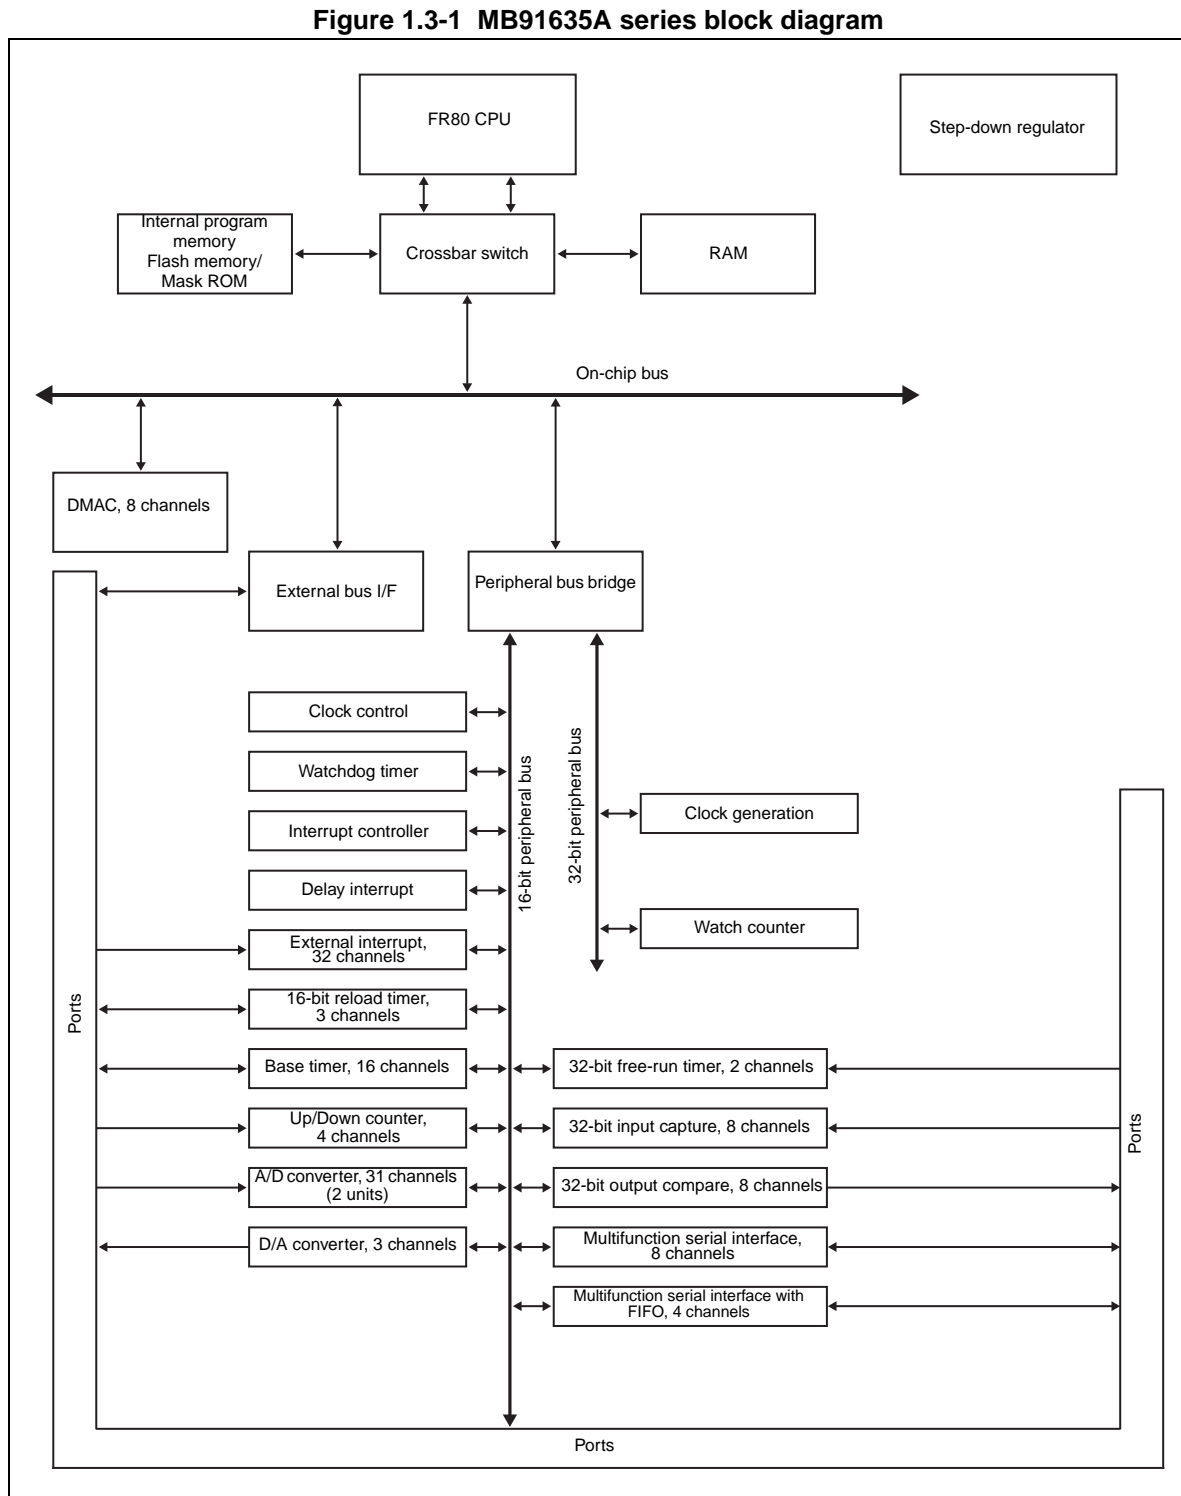 Figure 1.3-1 MB91635A series block diagram
FR80 CPU
Step-down regulator
Internal program
memory
Flash memory/
Mask ROM
Crossbar switch
RAM
On-chip bus
DMAC, 8 channels
External bus I/F
Peripheral bus bridge
Clock control
Watchdog timer
Interrupt controller
Delay interrupt
External interrupt,
32 channels
16-bit reload timer,
3 channels
Base timer, 16 channels
Up/Down counter,
4 channels
A/D converter, 31 channels
(2 units)
D/A converter, 3 channels
16-bit peripheral bus
32-bit peripheral bus
Clock generation
Watch counter
32-bit free-run timer, 2 channels
32-bit input capture, 8 channels
32-bit output compare, 8 channels
Multifunction serial interface,
8 channels
Multifunction serial interface with
FIFO, 4 channels
Ports
Ports
Ports